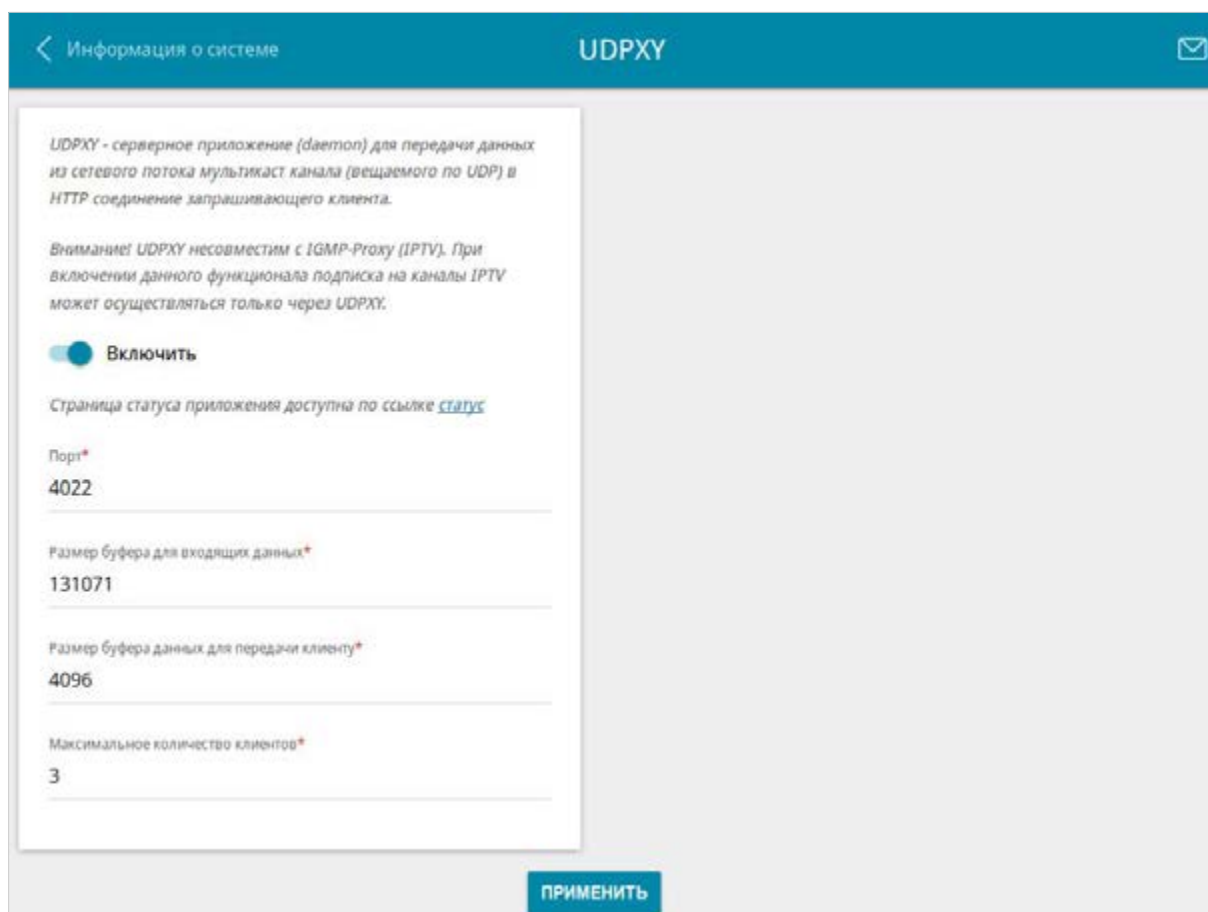 Информация о системе
UDPXY
UDPXY - серверное приложение (daemon) для передачи данных
из сетевого потока мультикаст канала (вещаемого по UDP) в
HTTP соединение запрашивающего клиента.
Внимание! UDPXY несовместим с IGMP-Proxy (IPTV). При
включении данного функционала подписка на каналы IPTV
может осуществляться только через UDPXY.
Включить
Страница статуса приложения доступна по ссылке статус
Порт*
4022
Размер буфера для входящих данных*
131071
Размер буфера данных для передачи клиенту*
4096
Максимальное количество клиентов*
3
ПРИМЕНИТЬ